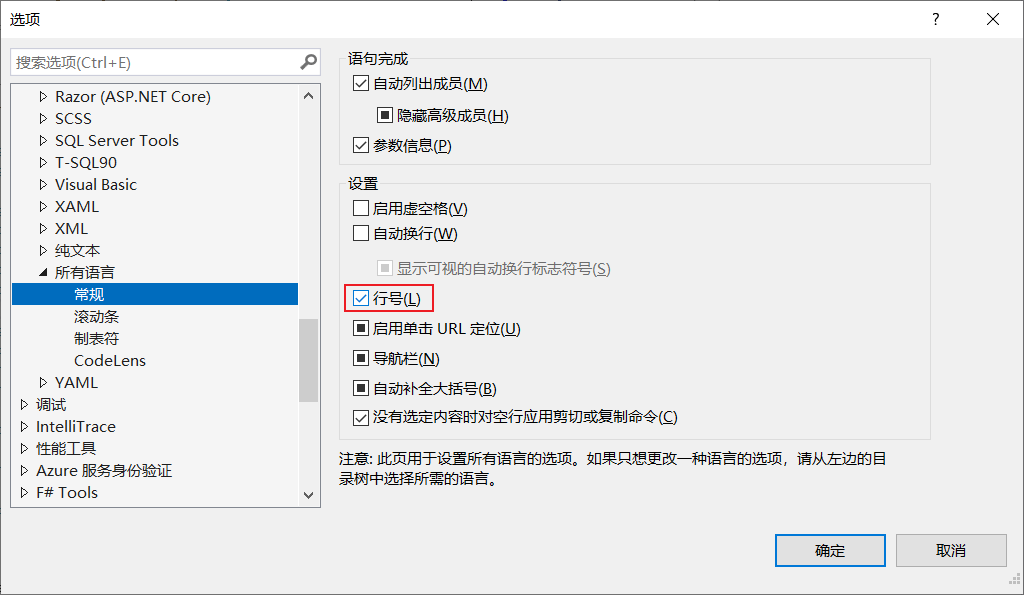 选项
?
搜索选项(Ctrl+E)
Razor (ASP.NET Core)
SCSS
SQL Server Tools
T-SQL90
Visual Basic
XAML
XML
纯文本
所有语言
常规
滚动条
制表符
CodeLens
YAML
调试
IntelliTrace
性能工具
Azure 服务身份验证
F# Tools
语句完成
自动列出成员(M)
隐藏高级成员(H)
参数信息(P)
设置
启用虚空格(V)
自动换行(W)
显示可视的自动换行标志符号(S)
行号(L)
启用单击 URL 定位(U)
导航栏(N)
自动补全大括号(B)
没有选定内容时对空行应用剪切或复制命令(C)
注意: 此页用于设置所有语言的选项。如果只想更改一种语言的选项，请从左边的目
录树中选择所需的语言。
确定
取消